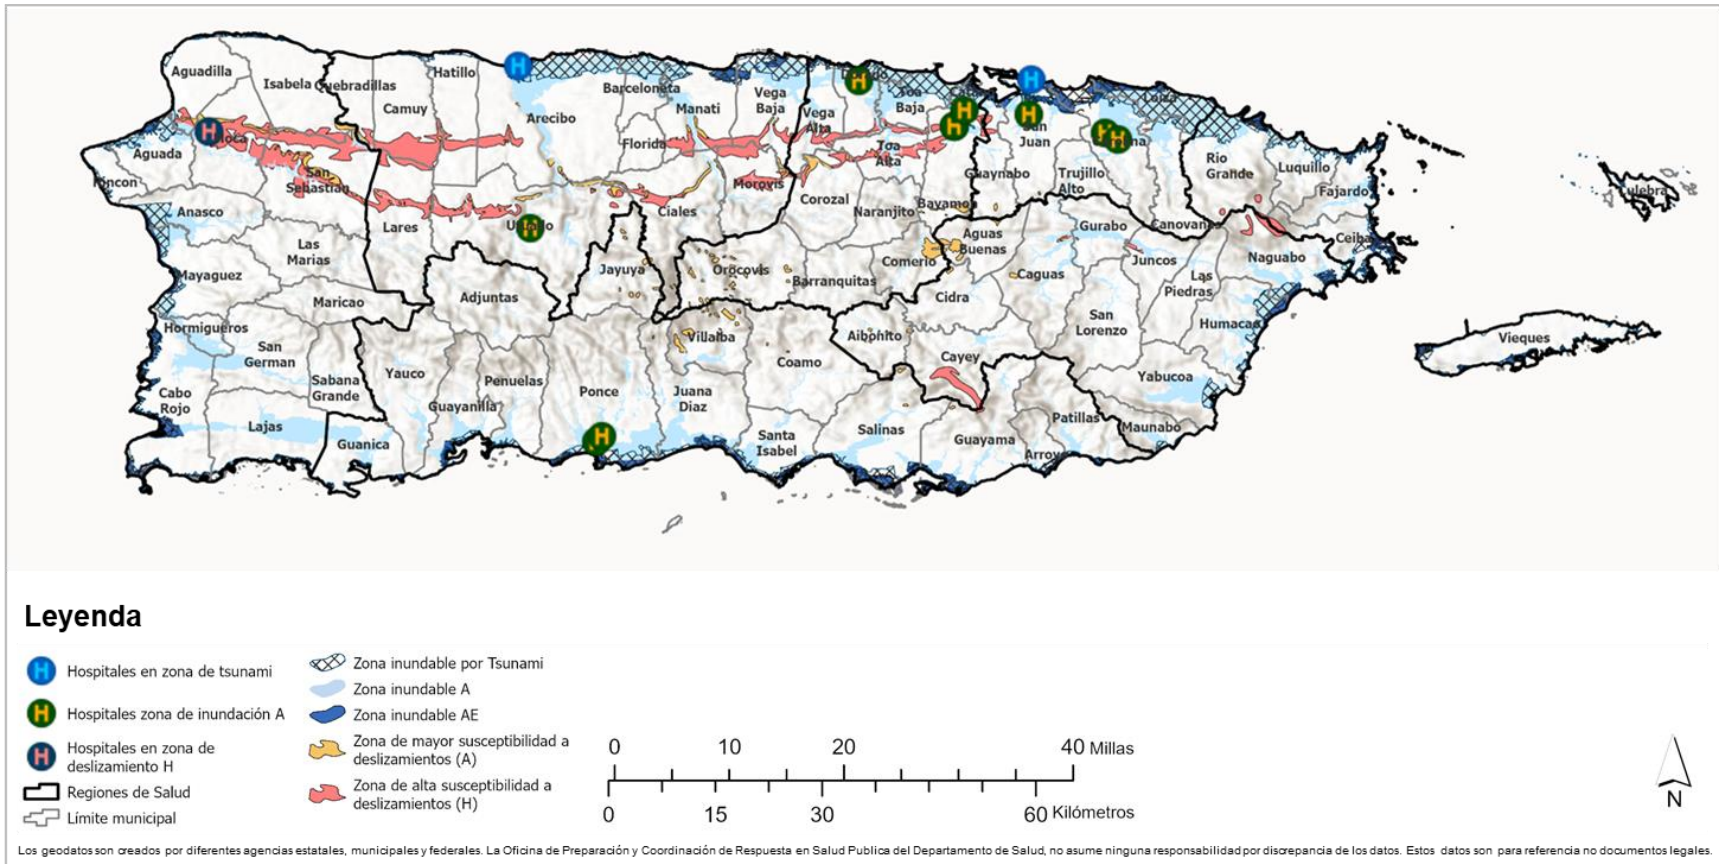 Aguadilla
Isabela
Quebradillas
Hatillo
Camuy
Arecibo
Barceloneta
Manati
Vega
Baja
Vega
Alta
Toa
Baja
Florida
Toa
Alta
San
Juan
Loiza
Aguada
San
Sebastian
Morovis
Guaynabo
Trujillo
Alto
Rio
Grande
Luquillo
Fajardo
Culebra
Anasco
Lares
Ciales
Corozal
Naranjito
Bayamon
Aguas
Buenas
Gurabo
Canovanas
Ceiba
Las
Marias
Mayaguez
Jayuya
Orocovis
Barranquitas
Comerio
Caguas
Juncos
Naguabo
Las
Piedras
Maricao
Adjuntas
Cidra
Hormigueros
San
German
Villalba
Aibonito
San
Lorenzo
Humacao
Vieques
Sabana
Grande
Yauco
Penuelas
Ponce
Coamo
Cayey
Yabucoa
Cabo
Rojo
Lajas
Guanica
Guayanilla
Juana
Diaz
Santa
Isabel
Salinas
Guayama
Patillas
Maunabo
Arroyo
Leyenda
H Hospitales en zona de tsunami
H Hospitales zona de inundación A
H Hospitales en zona de
deslizamiento H
Regiones de Salud
Límite municipal
Zona inundable por Tsunami
Zona inundable A
Zona inundable AE
Zona de mayor susceptibilidad a
deslizamientos (A)
Zona de alta susceptibilidad a
deslizamientos (H)
0 10 20 40 Millas
0 15 30 60 Kilómetros
N
Los geodatos son creados por diferentes agencias estatales, municipales y federales. La Oficina de Preparación y Coordinación de Respuesta en Salud Publica del Departamento de Salud, no asume ninguna responsabilidad por discrepancia de los datos. Estos datos son para referencia no documentos legales.